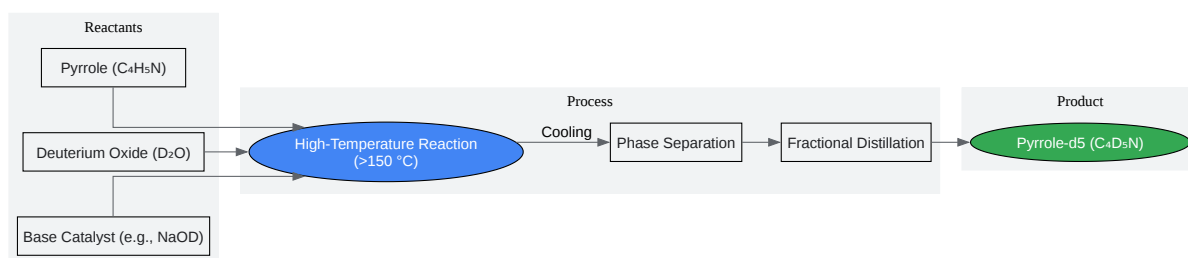 Reactants
Pyrrole (C₄H₅N)
Deuterium Oxide (D₂O)
Base Catalyst (e.g., NaOD)
Process
High-Temperature Reaction
(>150 °C)
Cooling
Phase Separation
Fractional Distillation
Product
Pyrrole-d5 (C₄D₅N)